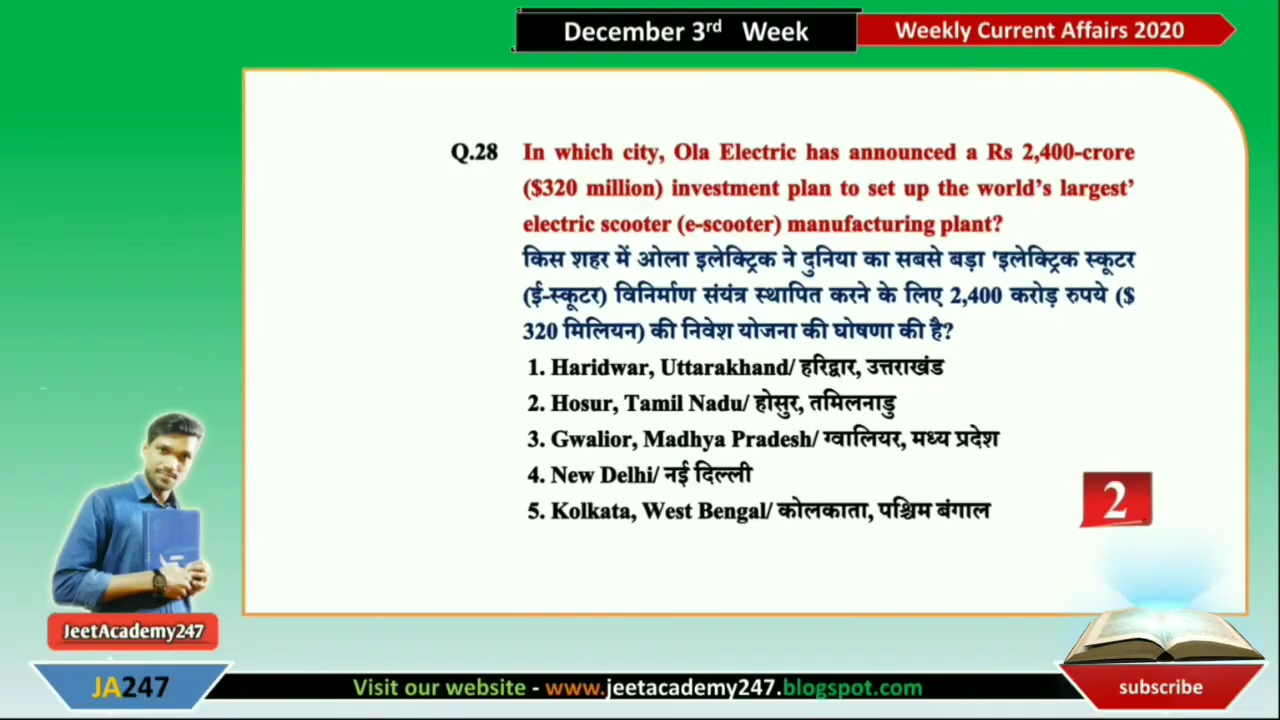 December 3rd Week
Weekly Current Affairs 2020
Q.28 In which city, Ola Electric has announced a Rs 2,400-crore
($320 million) investment plan to set up the world's largest'
electric scooter (e-scooter) manufacturing plant?
किस शहर में ओला इलेक्ट्रिक ने दुनिया का सबसे बड़ा 'इलेक्ट्रिक स्कूटर
(ई-स्कूटर) विनिर्माण संयंत्र स्थापित करने के लिए 2,400 करोड़ रुपये ($
320 मिलियन) की निवेश योजना की घोषणा की है?
1. Haridwar, Uttarakhand/ हरिद्वार, उत्तराखंड
2. Hosur, Tamil Nadu/ होसुर, तमिलनाडु
3. Gwalior, Madhya Pradesh/ ग्वालियर, मध्य प्रदेश
4. New Delhi/ नई दिल्ली
5. Kolkata, West Bengal/ कोलकाता, पश्चिम बंगाल
2
JeetAcademy247
JA247
Visit our website - www.jeetacademy247.blogspot.com
subscribe